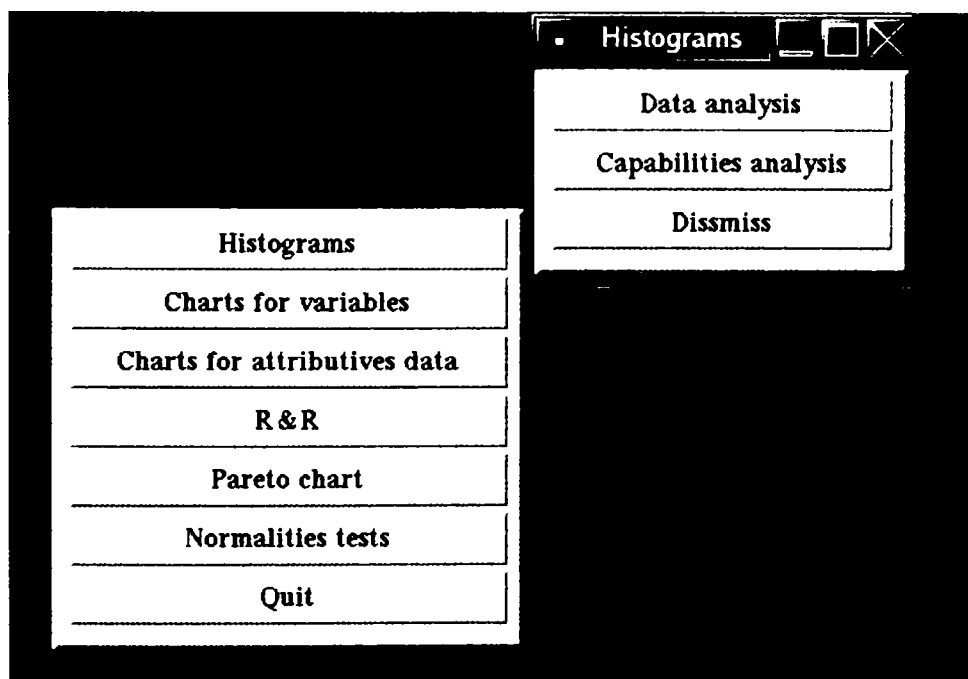 Histograms
Data analysis
Capabilities analysis
Dissmiss
Histograms
Charts for variables
Charts for attributives data
R & R
Pareto chart
Normalities tests
Quit